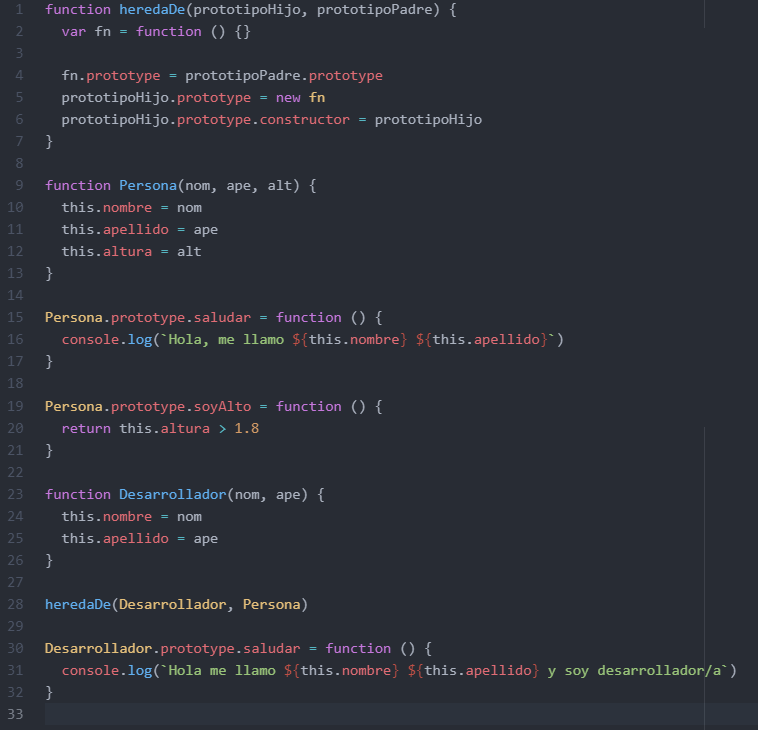 1 function heredaDe(prototipoHijo, prototipoPadre) {
2   var fn = function () {}
3
4   fn.prototype = prototipoPadre.prototype
5   prototipoHijo.prototype = new fn
6   prototipoHijo.prototype.constructor = prototipoHijo
7 }
8
9 function Persona(nom, ape, alt) {
10   this.nombre = nom
11   this.apellido = ape
12   this.altura = alt
13 }
14
15 Persona.prototype.saludar = function () {
16   console.log(`Hola, me llamo ${this.nombre} ${this.apellido}`)
17 }
18
19 Persona.prototype.soyAlto = function () {
20   return this.altura > 1.8
21 }
22
23 function Desarrollador(nom, ape) {
24   this.nombre = nom
25   this.apellido = ape
26 }
27
28 heredaDe(Desarrollador, Persona)
29
30 Desarrollador.prototype.saludar = function () {
31   console.log(`Hola me llamo ${this.nombre} ${this.apellido} y soy desarrollador/a`)
32 }
33